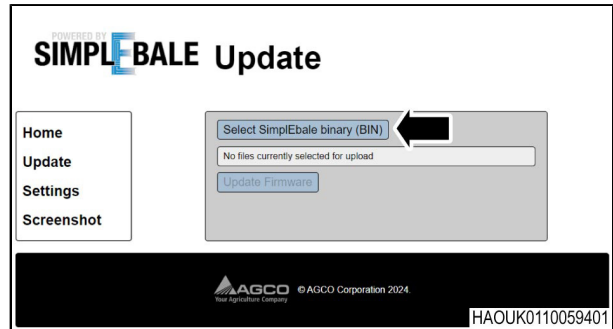 POWERED BY
SIMPLEBALE Update
Home
Update
Settings
Screenshot
Select SimplEbale binary (BIN)
No files currently selected for upload
Update Firmware
AGCO
Your Agriculture Company
© AGCO Corporation 2024.
HAOUK0110059401